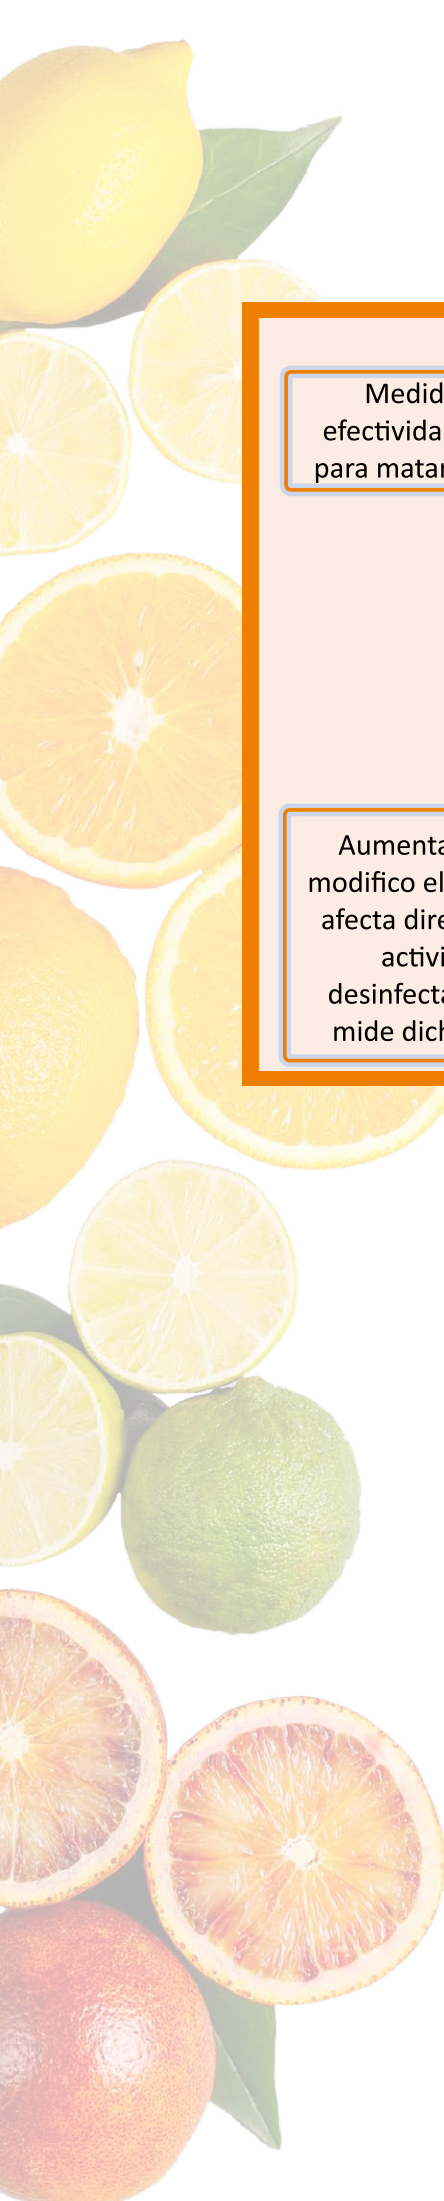 Medid
efectivida
para matar
Aumenta
modifico el
afecta dire
activi
desinfecta
mide dich